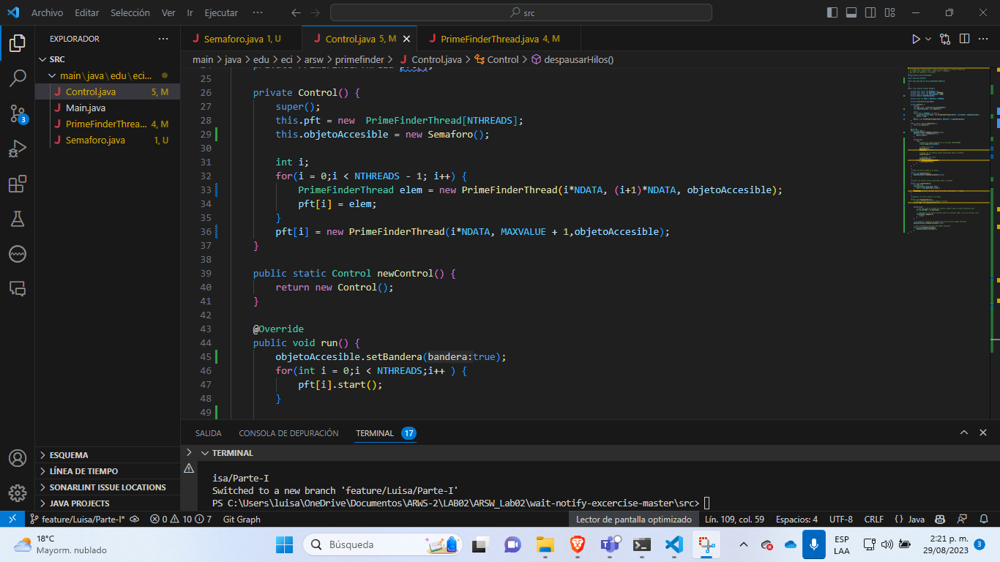 Archivo Editar Selección Ver Ir Ejecutar ··· src
EXPLORADOR ···
SRC
main\java\edu\eci...
Control.java 5, M
Main.java
PrimeFinderThrea... 4, M
Semaforo.java 1, U
ESQUEMA
LÍNEA DE TIEMPO
SONARLINT ISSUE LOCATIONS
JAVA PROJECTS
3
Semaforo.java 1, U Control.java 5, M PrimeFinderThread.java 4, M
main > java > edu > eci > arsw > primefinder > Control.java > Control > despausarHilos()
25
26 private Control() {
27 super();
28 this.pft = new  PrimeFinderThread[NTHREADS];
29 this.objetoAccesible = new Semaforo();
30
31 int i;
32 for(i = 0;i < NTHREADS - 1; i++) {
33 PrimeFinderThread elem = new PrimeFinderThread(i*NDATA, (i+1)*NDATA, objetoAccesible);
34 pft[i] = elem;
35 }
36 pft[i] = new PrimeFinderThread(i*NDATA, MAXVALUE + 1,objetoAccesible);
37 }
38
39 public static Control newControl() {
40 return new Control();
41 }
42
43 @Override
44 public void run() {
45 objetoAccesible.setBandera(bandera:true);
46 for(int i = 0;i < NTHREADS;i++ ) {
47 pft[i].start();
48 }
49
SALIDA CONSOLA DE DEPURACIÓN TERMINAL 17
TERMINAL
isa/Parte-I
Switched to a new branch 'feature/Luisa/Parte-I'
PS C:\Users\luisa\OneDrive\Documentos\ARWS-2\LAB02\ARSW_Lab02\wait-notify-excercise-master\src>
feature/Luisa/Parte-I* 0 10 7 Git Graph Lector de pantalla optimizado Lín. 109, col. 59 Espacios: 4 UTF-8 CRLF {} Java
18°C
Mayorm. nublado
Búsqueda
ESP
LAA
2:21 p. m.
29/08/2023
3